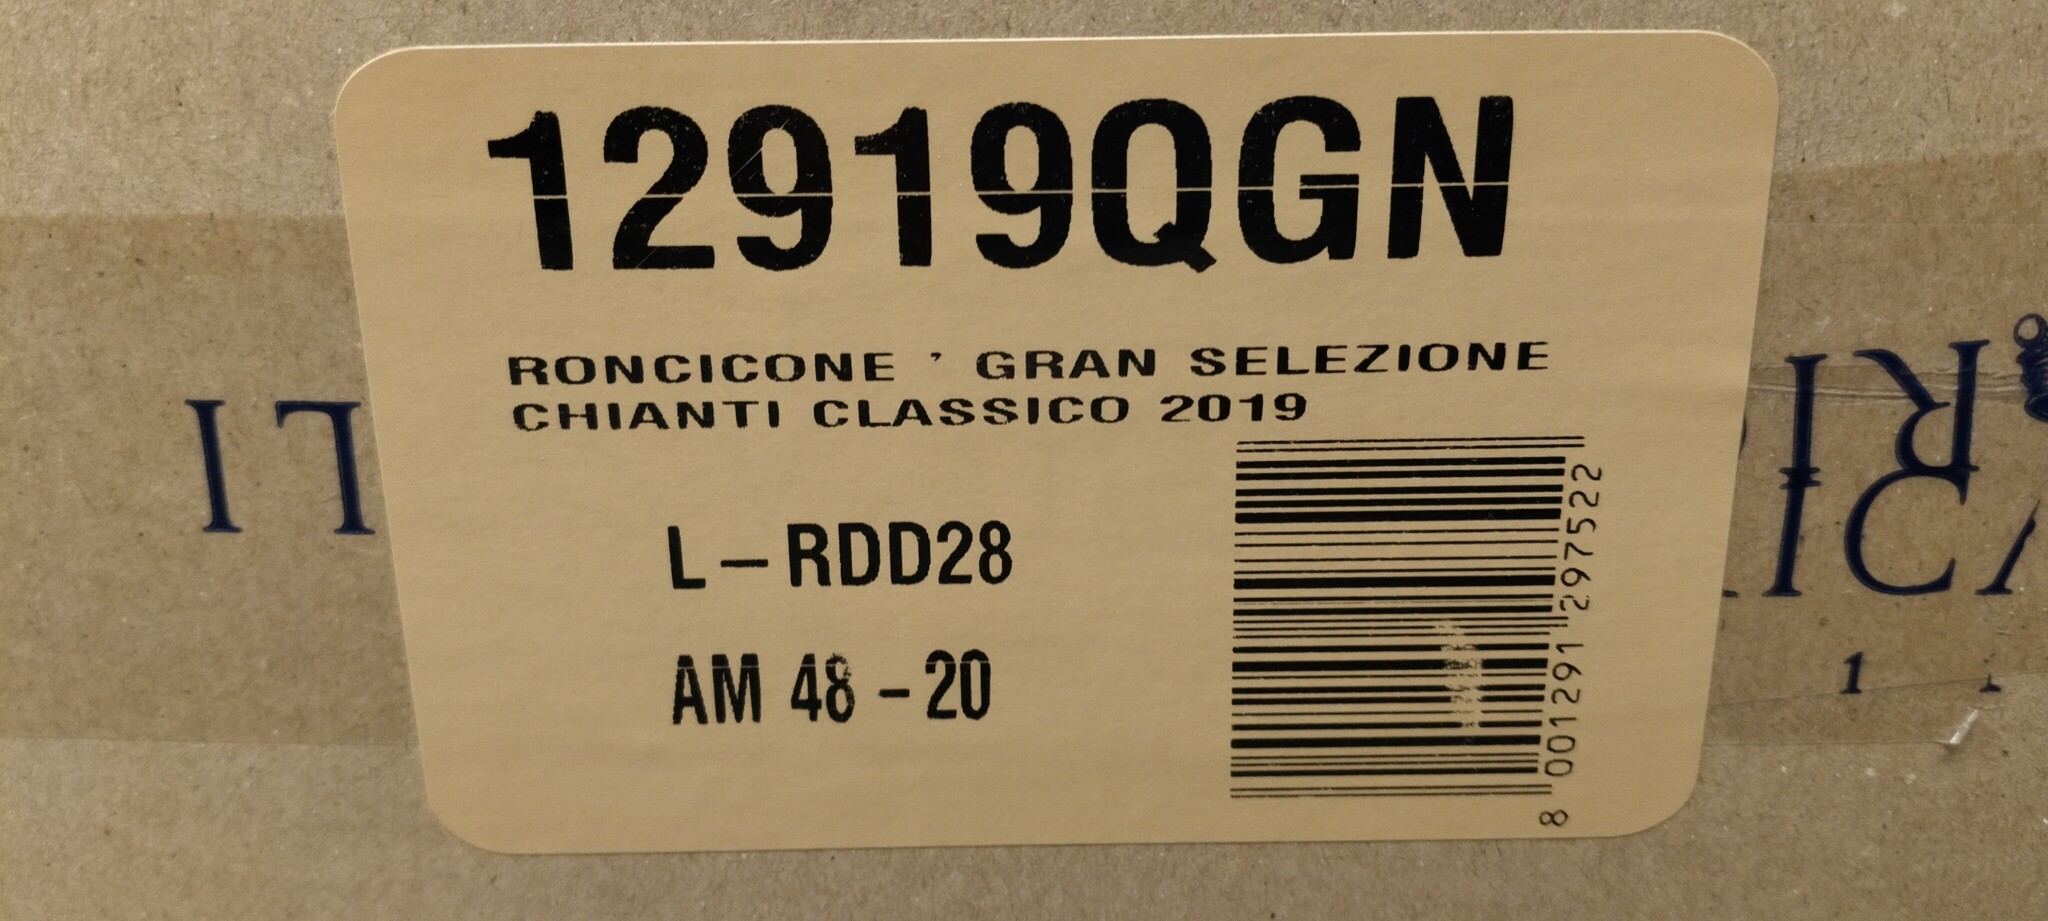 12919QGN
RONCICONE ' GRAN SELEZIONE
CHIANTI CLASSICO 2019
L - RDD28
AM 48 - 20
8 001291 297522